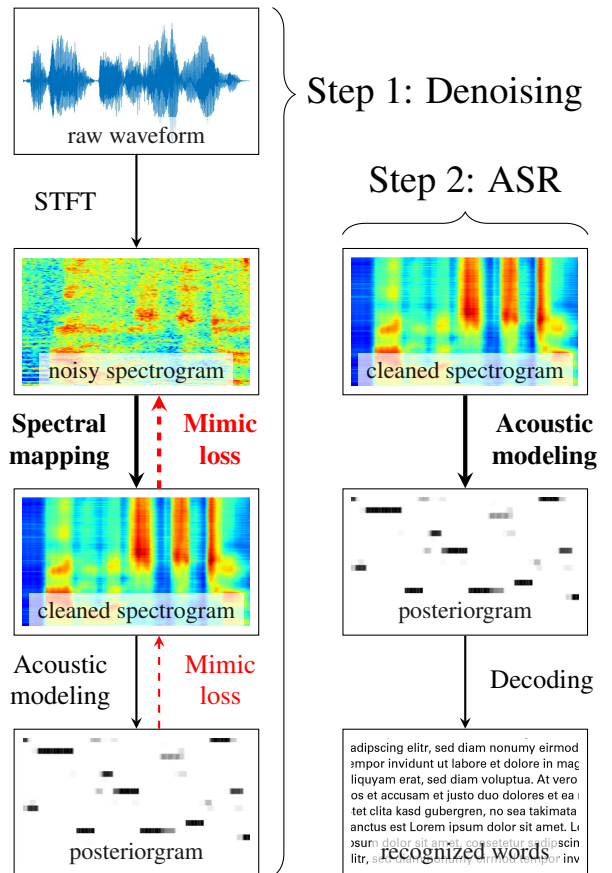 raw waveform
Step 1: Denoising
STFT
noisy spectrogram
Spectral
mapping
Mimic
loss
cleaned spectrogram
Acoustic
modeling
Mimic
loss
posteriorgram
Step 2: ASR
cleaned spectrogram
Acoustic
modeling
posteriorgram
Decoding
adipscing elitr, sed diam nonumy eirmod
empor invidunt ut labore et dolore in mag
liquyam erat, sed diam voluptua. At vero
os et accusam et justo duo dolores et ea
tet clita kasd gubergren, no sea takimata
anctus est Lorem ipsum dolor sit amet. Lo
psum dolor sit amet, consetetur sadipscin
litr, sed diam nonumy eirmod tempor inv
recognized words